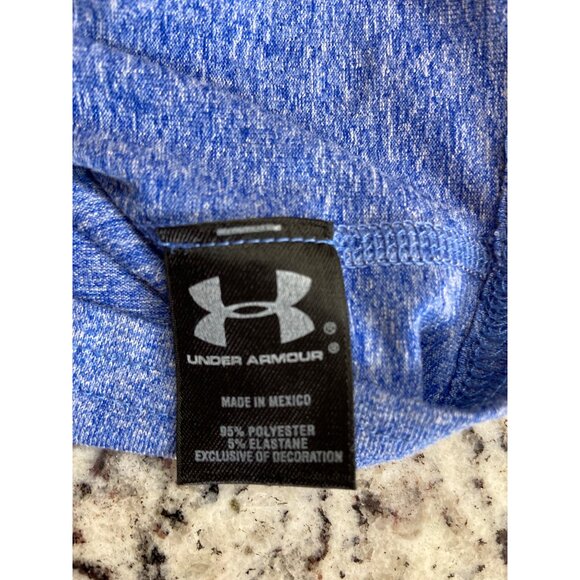 UNDER ARMOUR
MADE IN MEXICO
95% POLYESTER
5% ELASTANE
EXCLUSIVE OF DECORATION